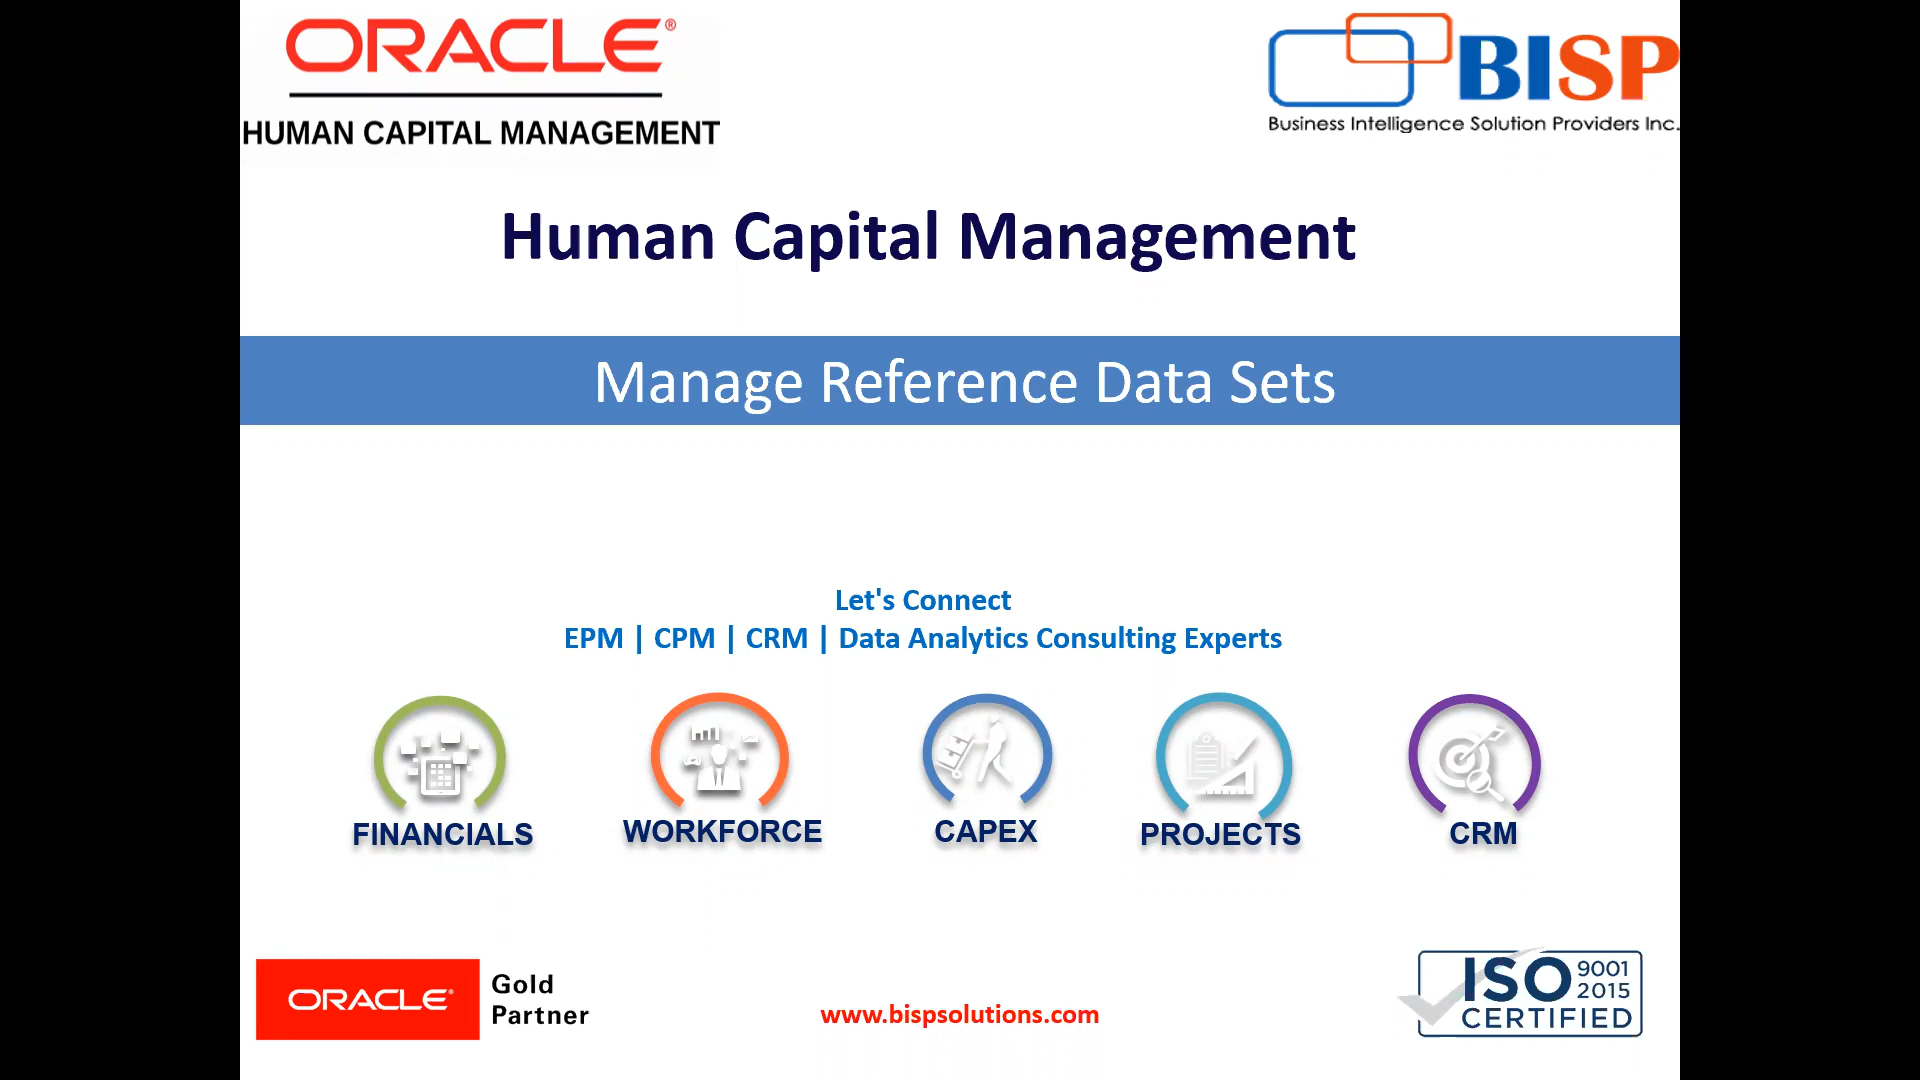 ORACLE®
HUMAN CAPITAL MANAGEMENT
BISP
Business Intelligence Solution Providers Inc.
Human Capital Management
Manage Reference Data Sets
Let's Connect
EPM | CPM | CRM | Data Analytics Consulting Experts
FINANCIALS
WORKFORCE
CAPEX
PROJECTS
CRM
ORACLE®
Gold
Partner
www.bispsolutions.com
ISO 9001
2015
CERTIFIED